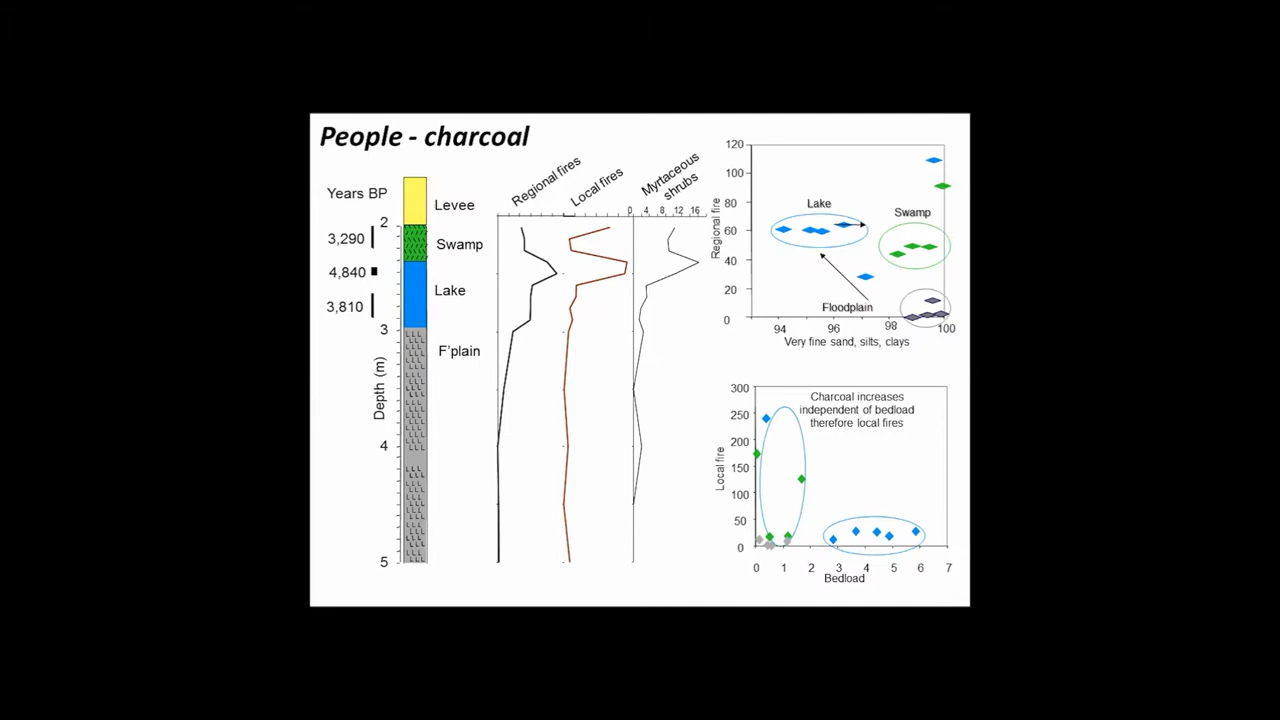 People - charcoal
Years BP
3,290
4,840
3,810
Depth (m)
2
3
4
5
Levee
Swamp
Lake
F'plain
Regional fires
Local fires
Myrtaceous
shrubs
0 4 8 12 16
Regional fire
120
100
80
60
40
20
0
Lake
Swamp
Floodplain
94 96 98 100
Very fine sand, silts, clays
Local fire
300
250
200
150
100
50
0
Charcoal increases
independent of bedload
therefore local fires
0 1 2 3 4 5 6 7
Bedload